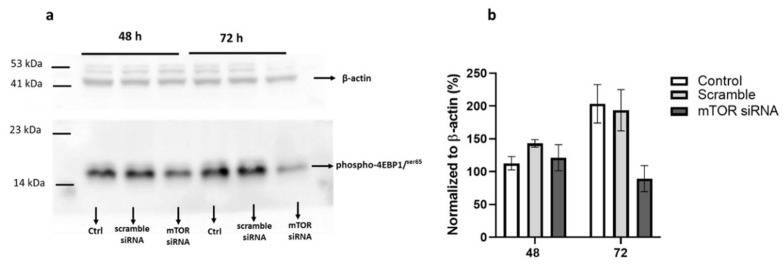 a
48 h
72 h
53 kDa
41 kDa
β-actin
23 kDa
14 kDa
phospho-4EBP1/ser65
Ctrl
scramble
siRNA
mTOR
siRNA
Ctrl
scramble
siRNA
mTOR
siRNA
b
Normalized to β-actin (%)
250
200
150
100
50
0
48
72
Control
Scramble
mTOR siRNA